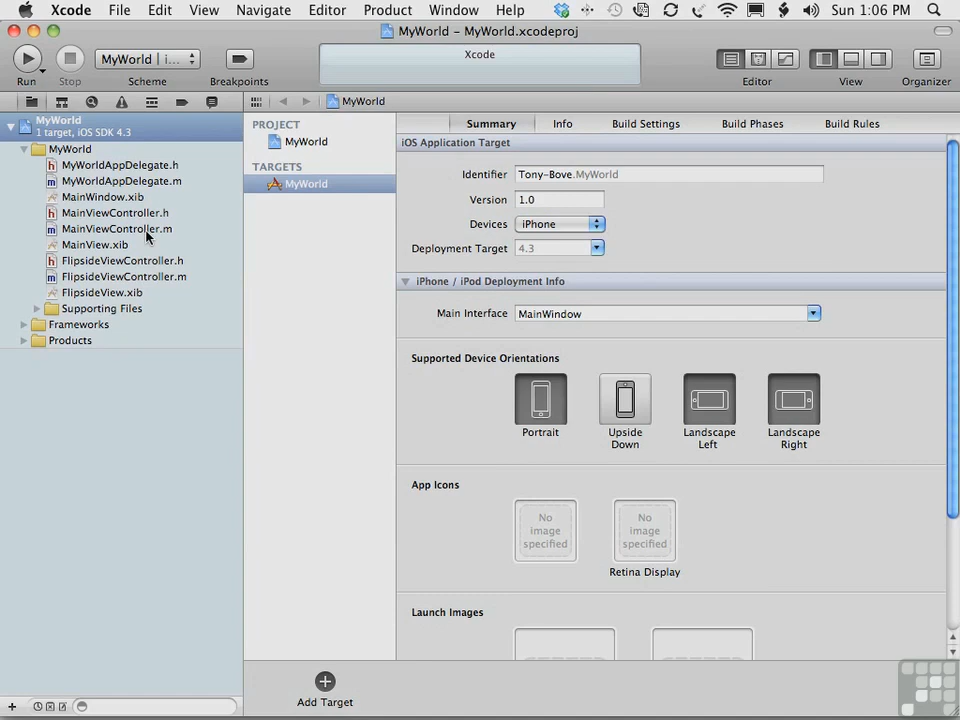 Xcode File Edit View Navigate Editor Product Window Help Sun 1:06 PM
MyWorld - MyWorld.xcodeproj
MyWorld | i...
Xcode
Run Stop Scheme Breakpoints Editor View Organizer
MyWorld
MyWorld
1 target, iOS SDK 4.3
MyWorld
MyWorldAppDelegate.h
MyWorldAppDelegate.m
MainWindow.xib
MainViewController.h
MainViewController.m
MainView.xib
FlipsideViewController.h
FlipsideViewController.m
FlipsideView.xib
Supporting Files
Frameworks
Products
PROJECT
MyWorld
TARGETS
MyWorld
Summary Info Build Settings Build Phases Build Rules
iOS Application Target
Identifier Tony-Bove.MyWorld
Version 1.0
Devices iPhone
Deployment Target 4.3
iPhone / iPod Deployment Info
Main Interface MainWindow
Supported Device Orientations
Portrait
Upside Down
Landscape Left
Landscape Right
App Icons
No image specified
No image specified
Retina Display
Launch Images
Add Target